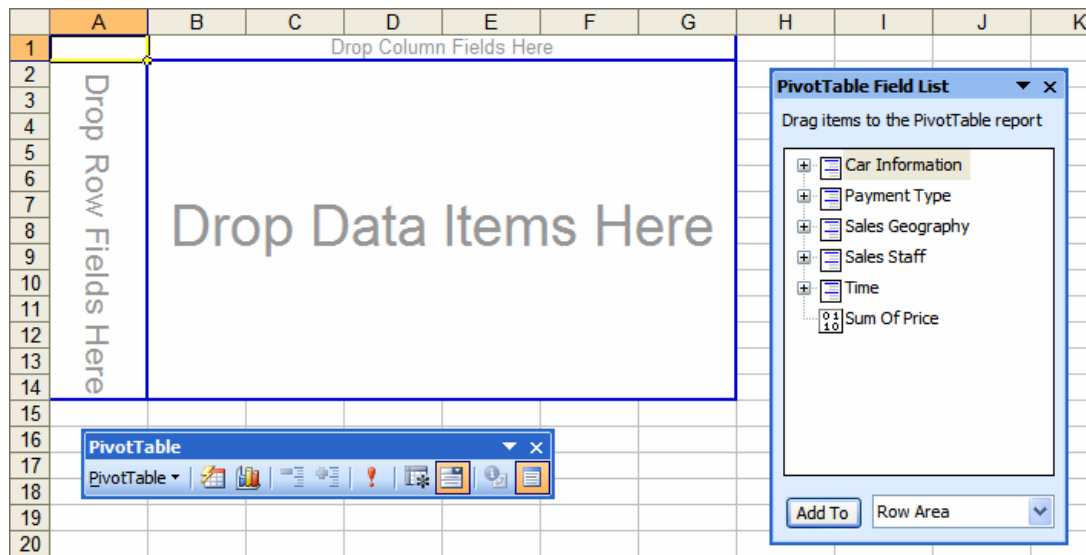 A B C D E F G H I J K
1 Drop Column Fields Here
2
3
4
5
6
7
8
9
10
11
12
13
14
15
16
17
18
19
20
Drop Row Fields Here
Drop Data Items Here
PivotTable Field List
Drag items to the PivotTable report
Car Information
Payment Type
Sales Geography
Sales Staff
Time
01
10
Sum Of Price
Add To Row Area
PivotTable
PivotTable